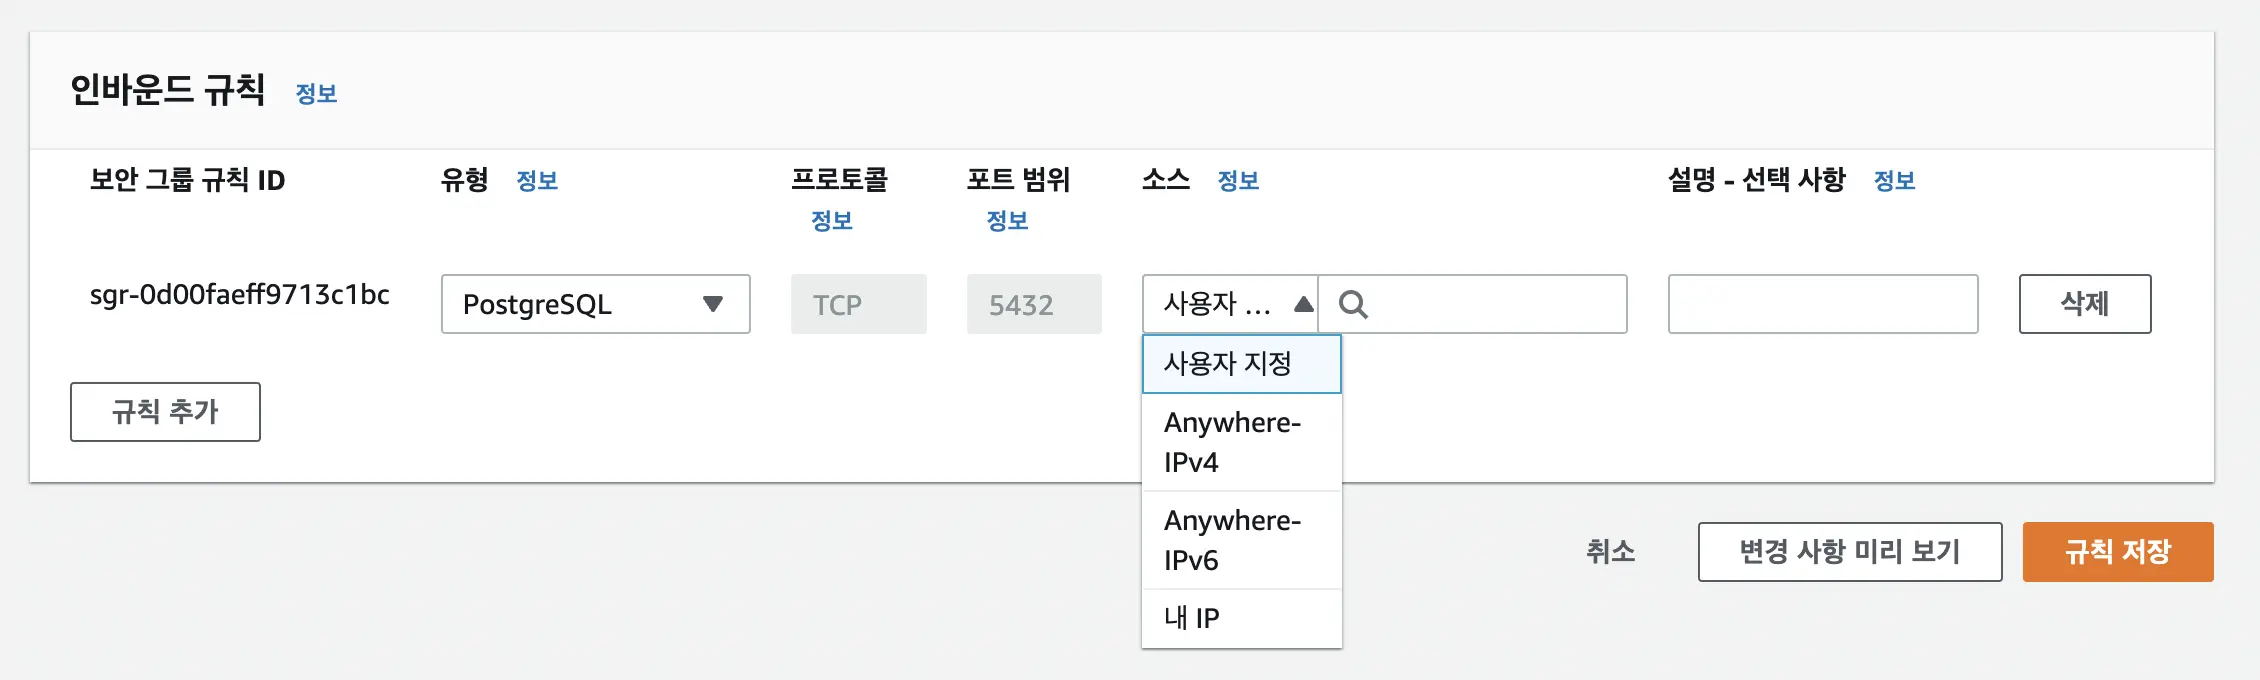 인바운드 규칙 정보
보안 그룹 규칙 ID 유형 정보 프로토콜 포트 범위 소스 정보 설명 - 선택 사항 정보
정보 정보
sgr-0d00faeff9713c1bc PostgreSQL TCP 5432 사용자 ... 삭제
사용자 지정
규칙 추가
Anywhere-
IPv4
Anywhere-
IPv6
취소 변경 사항 미리 보기 규칙 저장
내 IP